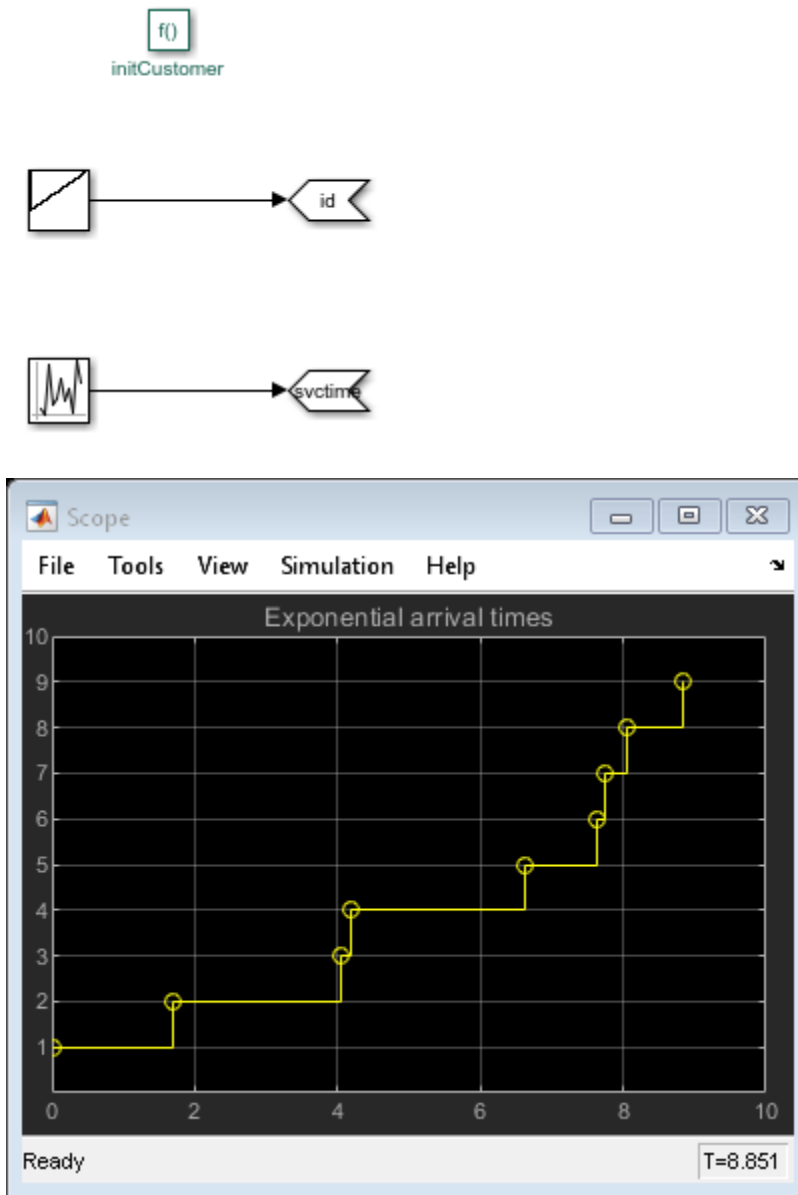 f()
initCustomer
id
svctime
Scope
File Tools View Simulation Help
Exponential arrival times
10
9
8
7
6
5
4
3
2
1
0 2 4 6 8 10
Ready T=8.851